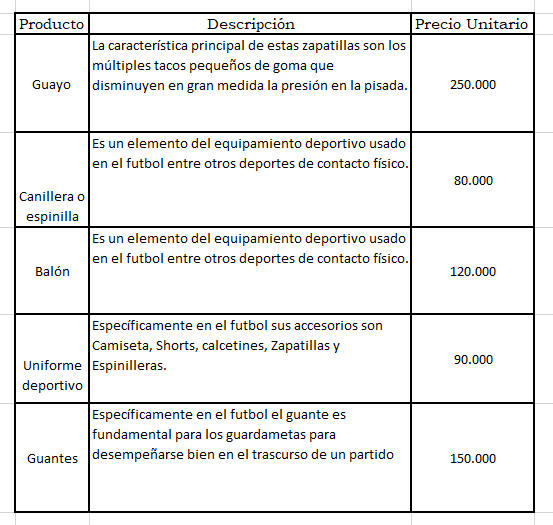 Producto Descripción Precio Unitario
La característica principal de estas zapatillas son los
múltiples tacos pequeños de goma que
disminuyen en gran medida la presión en la pisada.
Guayo
250.000
Es un elemento del equipamiento deportivo usado
en el futbol entre otros deportes de contacto físico.
Canillera o
espinilla
80.000
Es un elemento del equipamiento deportivo usado
en el futbol entre otros deportes de contacto físico.
Balón
120.000
Específicamente en el futbol sus accesorios son
Camiseta, Shorts, calcetines, Zapatillas y
Espinilleras.
Uniforme
deportivo
90.000
Específicamente en el futbol el guante es
fundamental para los guardametas para
desempeñarse bien en el trascurso de un partido
Guantes
150.000